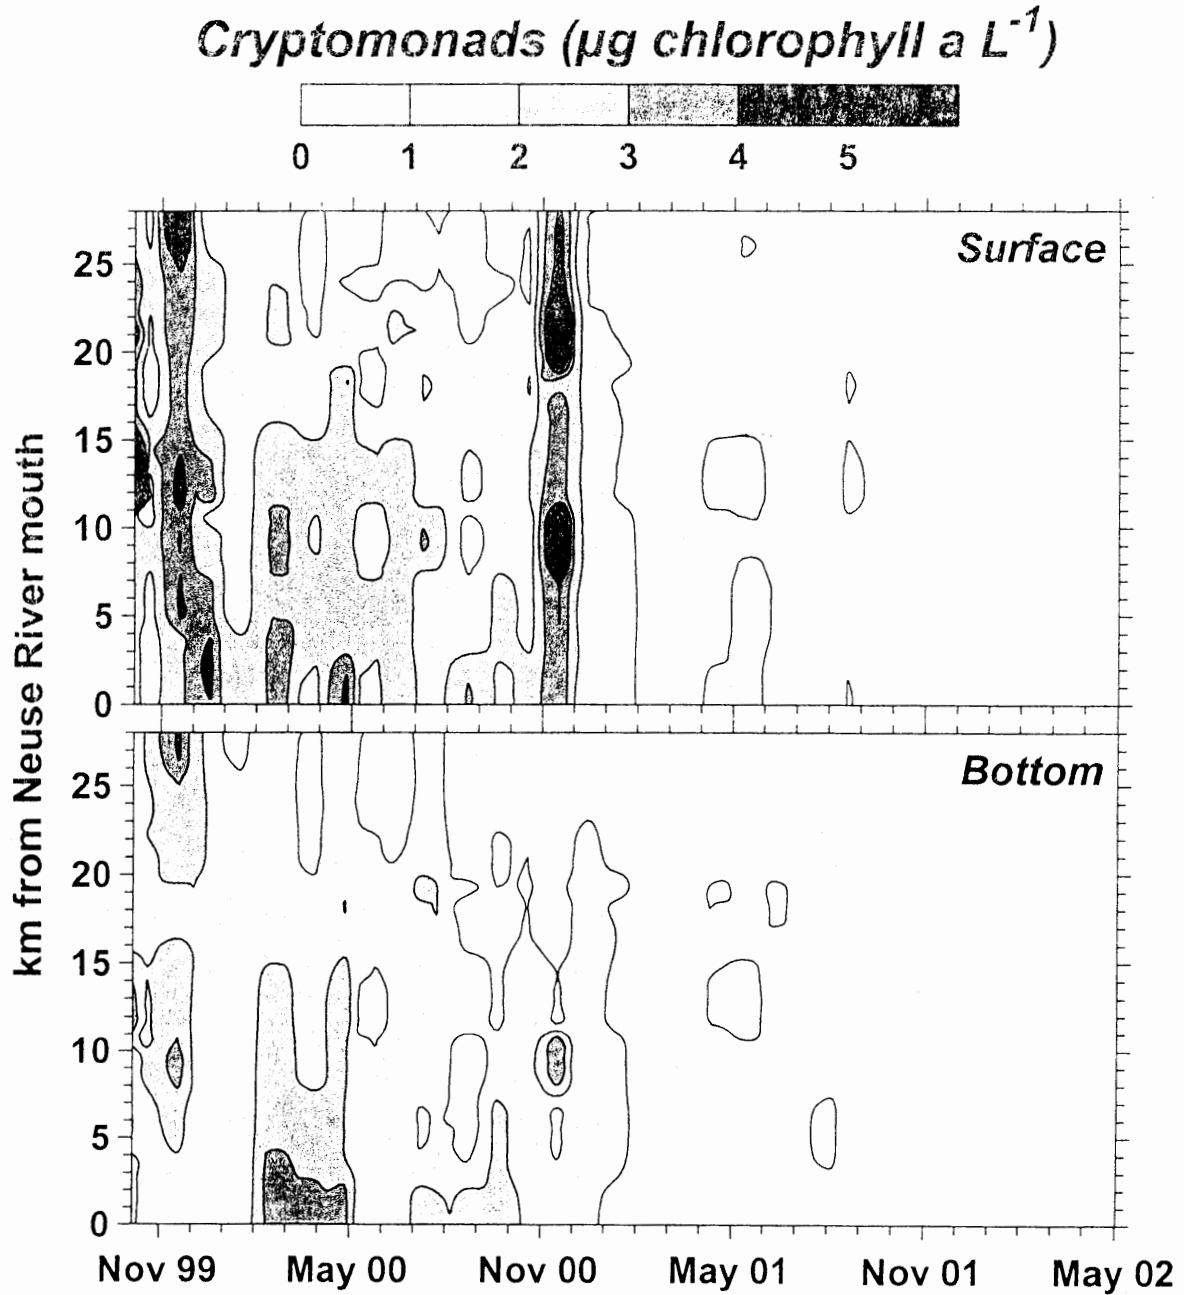 Cryptomonads (µg chlorophyll a L⁻¹)
0 1 2 3 4 5
Surface
25
20
15
10
5
0
km from Neuse River mouth
Bottom
25
20
15
10
5
0
Nov 99 May 00 Nov 00 May 01 Nov 01 May 02